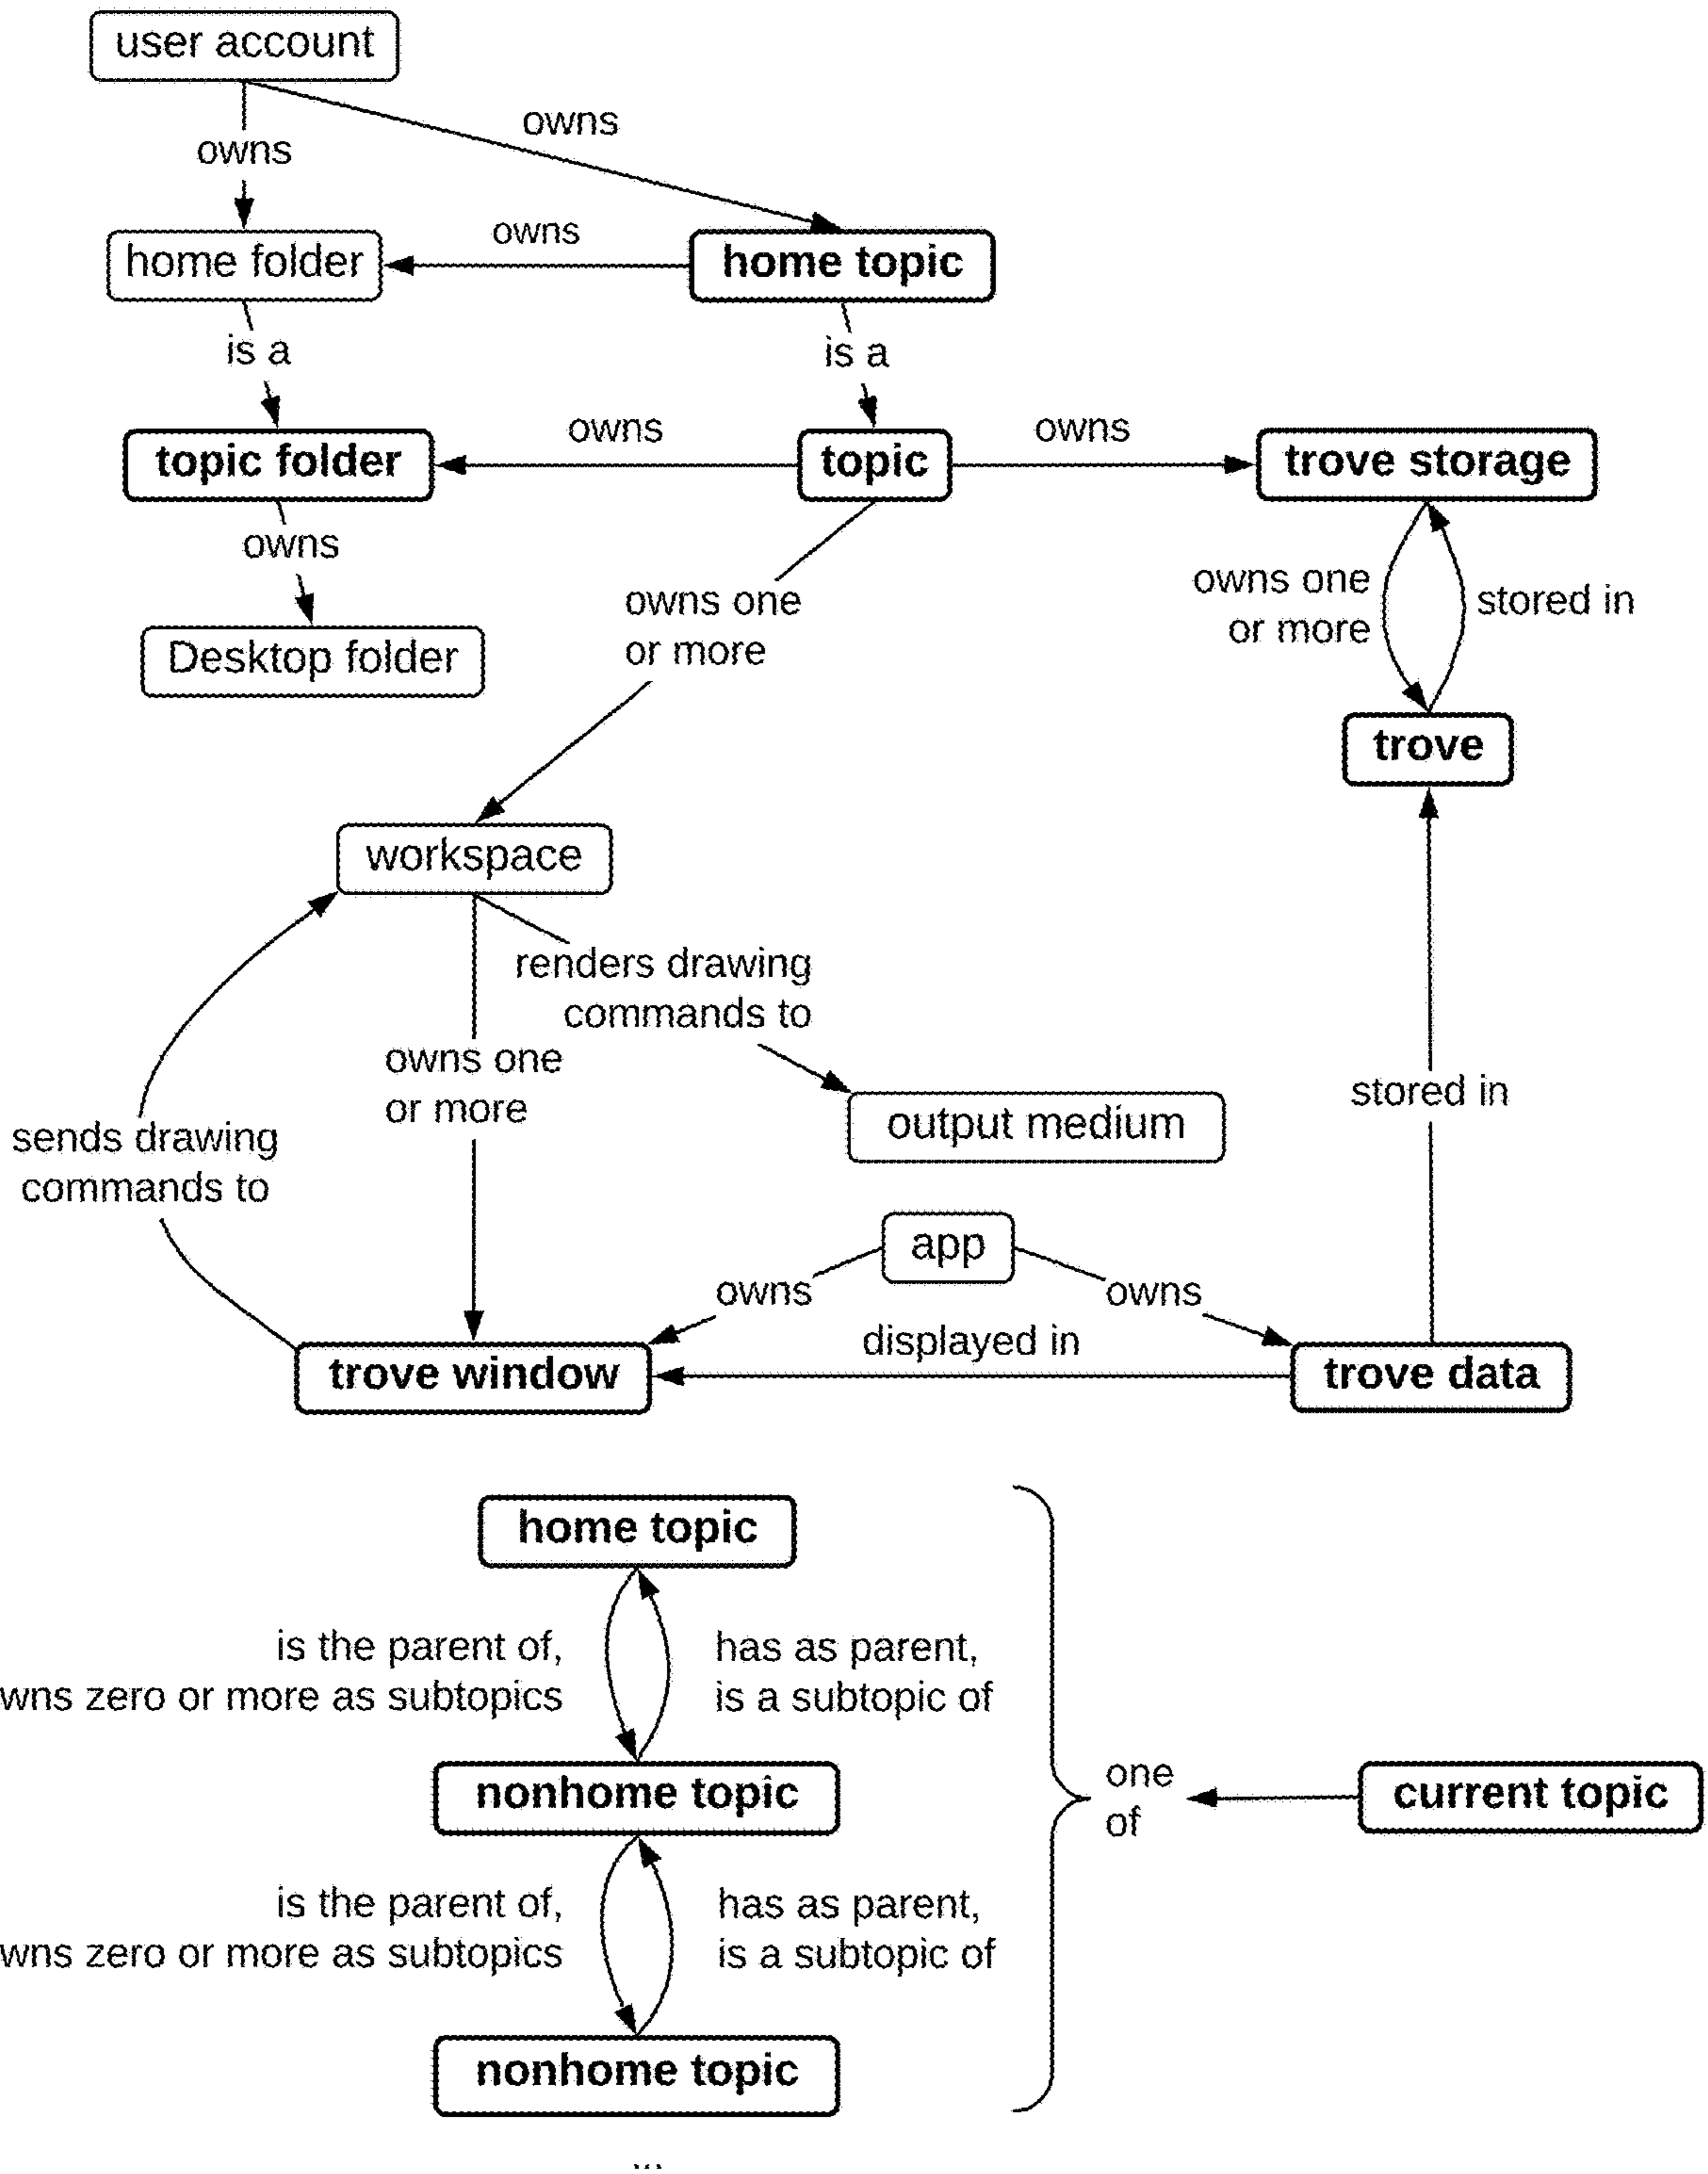 user account
owns
owns
owns
home folder
home topic
is a
is a
owns
owns
topic folder
topic
trove storage
owns
owns one
or more
owns one
or more
stored in
Desktop folder
trove
workspace
renders drawing
commands to
owns one
or more
sends drawing
commands to
output medium
stored in
app
owns
owns
displayed in
trove window
trove data
home topic
is the parent of,
wns zero or more as subtopics
has as parent,
is a subtopic of
nonhome topic
one
of
current topic
is the parent of,
wns zero or more as subtopics
has as parent,
is a subtopic of
nonhome topic
...